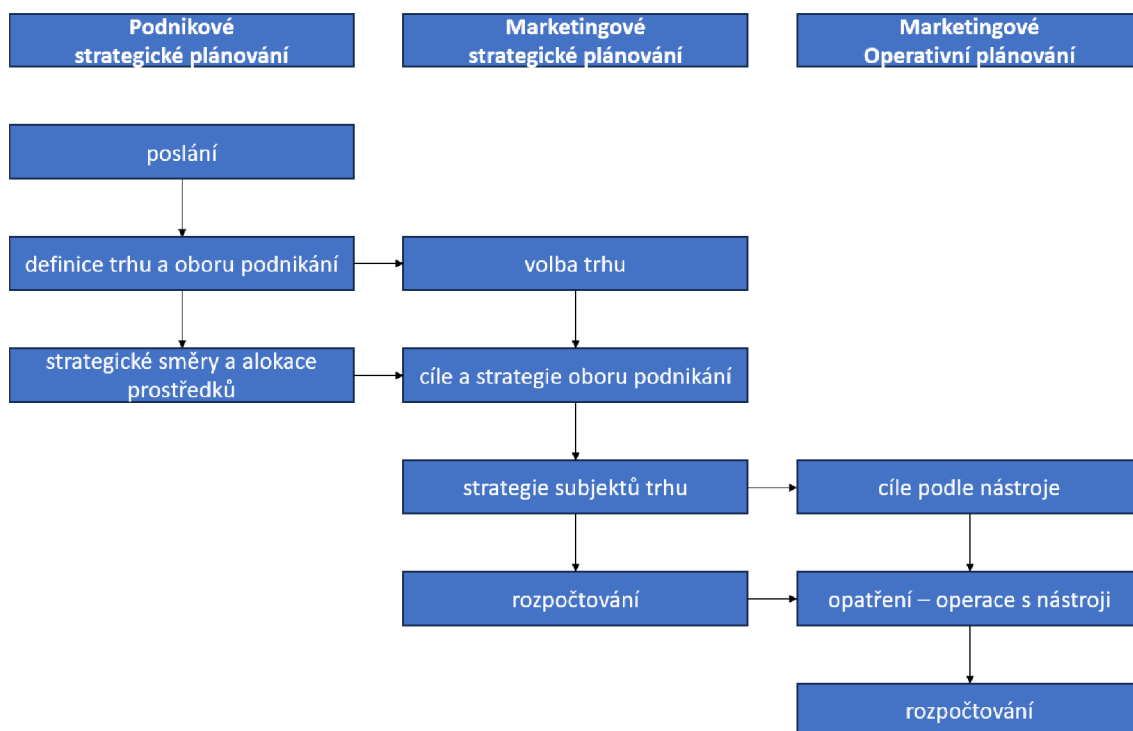 Podnikové
strategické plánování
Marketingové
strategické plánování
Marketingové
Operativní plánování
poslání
definice trhu a oboru podnikání
volba trhu
strategické směry a alokace
prostředků
cíle a strategie oboru podnikání
strategie subjektů trhu
cíle podle nástroje
rozpočtování
opatření – operace s nástroji
rozpočtování